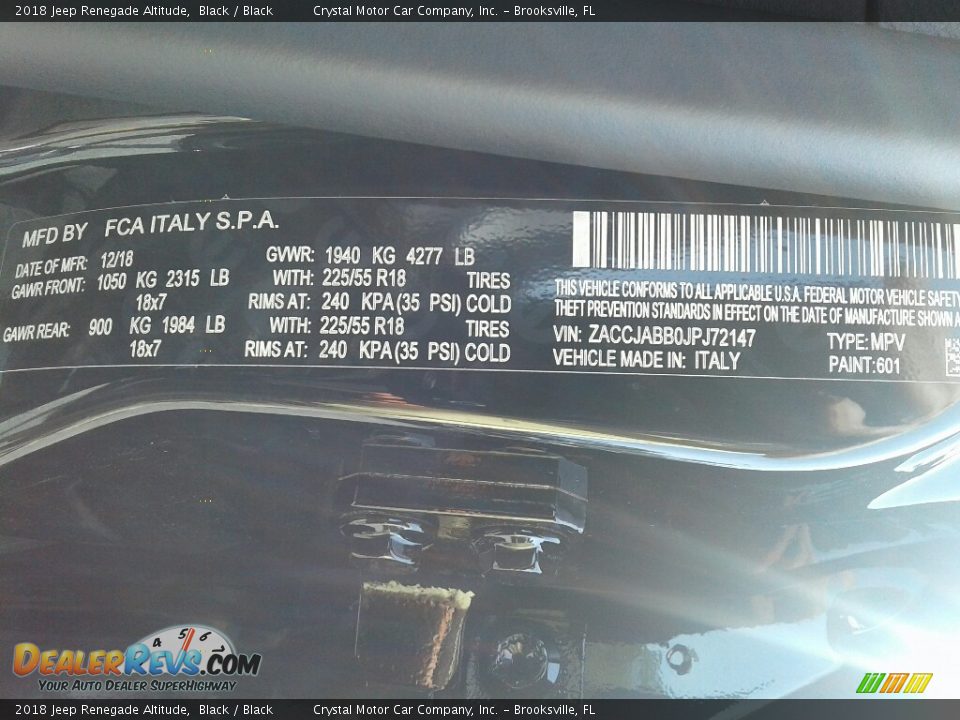 2018 Jeep Renegade Altitude, Black / Black Crystal Motor Car Company, Inc. – Brooksville, FL
MFD BY FCA ITALY S.P.A.
DATE OF MFR: 12/18 GVWR: 1940 KG 4277 LB
GAWR FRONT: 1050 KG 2315 LB WITH: 225/55 R18 TIRES
18x7 RIMS AT: 240 KPA(35 PSI) COLD
GAWR REAR: 900 KG 1984 LB WITH: 225/55 R18 TIRES
18x7 RIMS AT: 240 KPA(35 PSI) COLD
THIS VEHICLE CONFORMS TO ALL APPLICABLE U.S.A. FEDERAL MOTOR VEHICLE SAFETY
THEFT PREVENTION STANDARDS IN EFFECT ON THE DATE OF MANUFACTURE SHOWN A
VIN: ZACCJABB0JPJ72147 TYPE: MPV
VEHICLE MADE IN: ITALY PAINT: 601
4 5 6
DEALERREVS.COM
YOUR AUTO DEALER SUPERHIGHWAY
2018 Jeep Renegade Altitude, Black / Black Crystal Motor Car Company, Inc. – Brooksville, FL